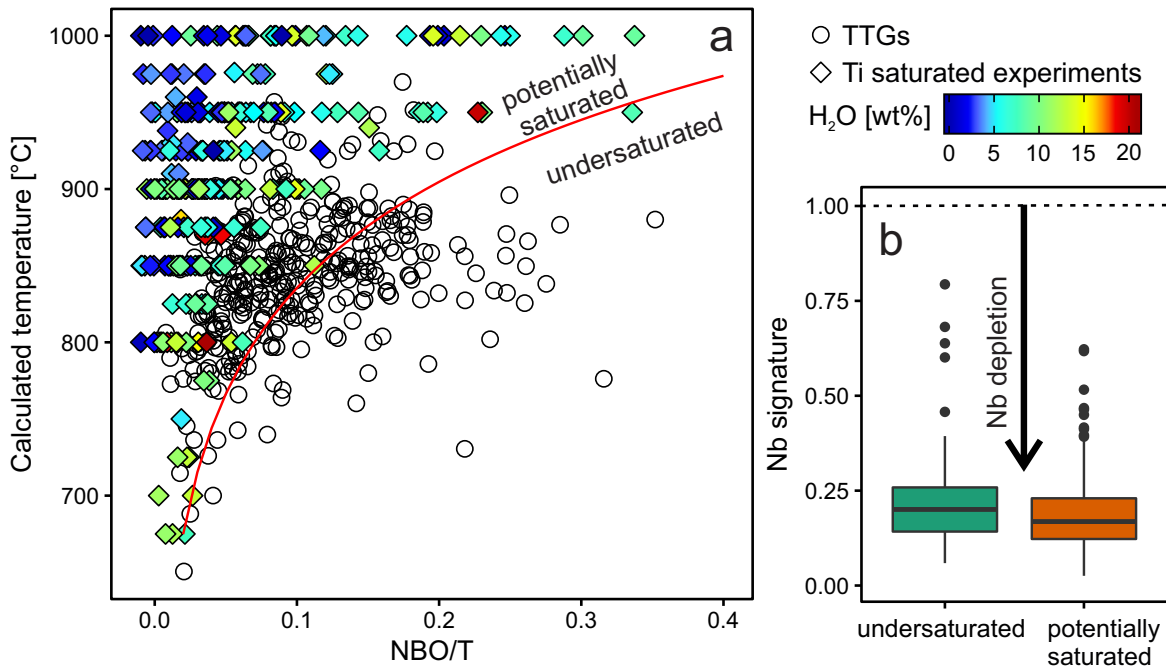 a
potentially
saturated
undersaturated
1000
900
800
700
Calculated temperature [°C]
0.0 0.1 0.2 0.3 0.4
NBO/T
TTGs
Ti saturated experiments
H₂O [wt%]
0 5 10 15 20
b
1.00
0.75
0.50
0.25
0.00
Nb signature
Nb depletion
undersaturated
potentially
saturated